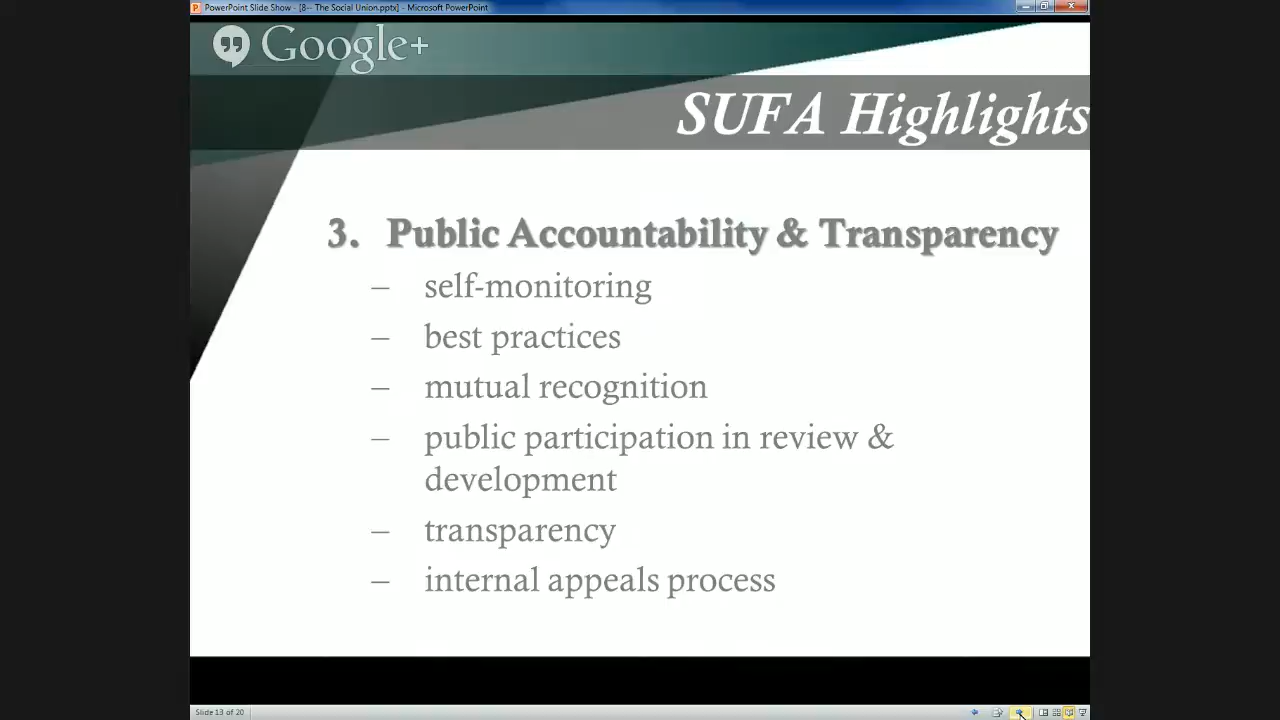 PowerPoint Slide Show - [8-- The Social Union.pptx] - Microsoft PowerPoint
Google+
SUFA Highlights
3. Public Accountability & Transparency
– self-monitoring
– best practices
– mutual recognition
– public participation in review &
development
– transparency
– internal appeals process
Slide 13 of 20